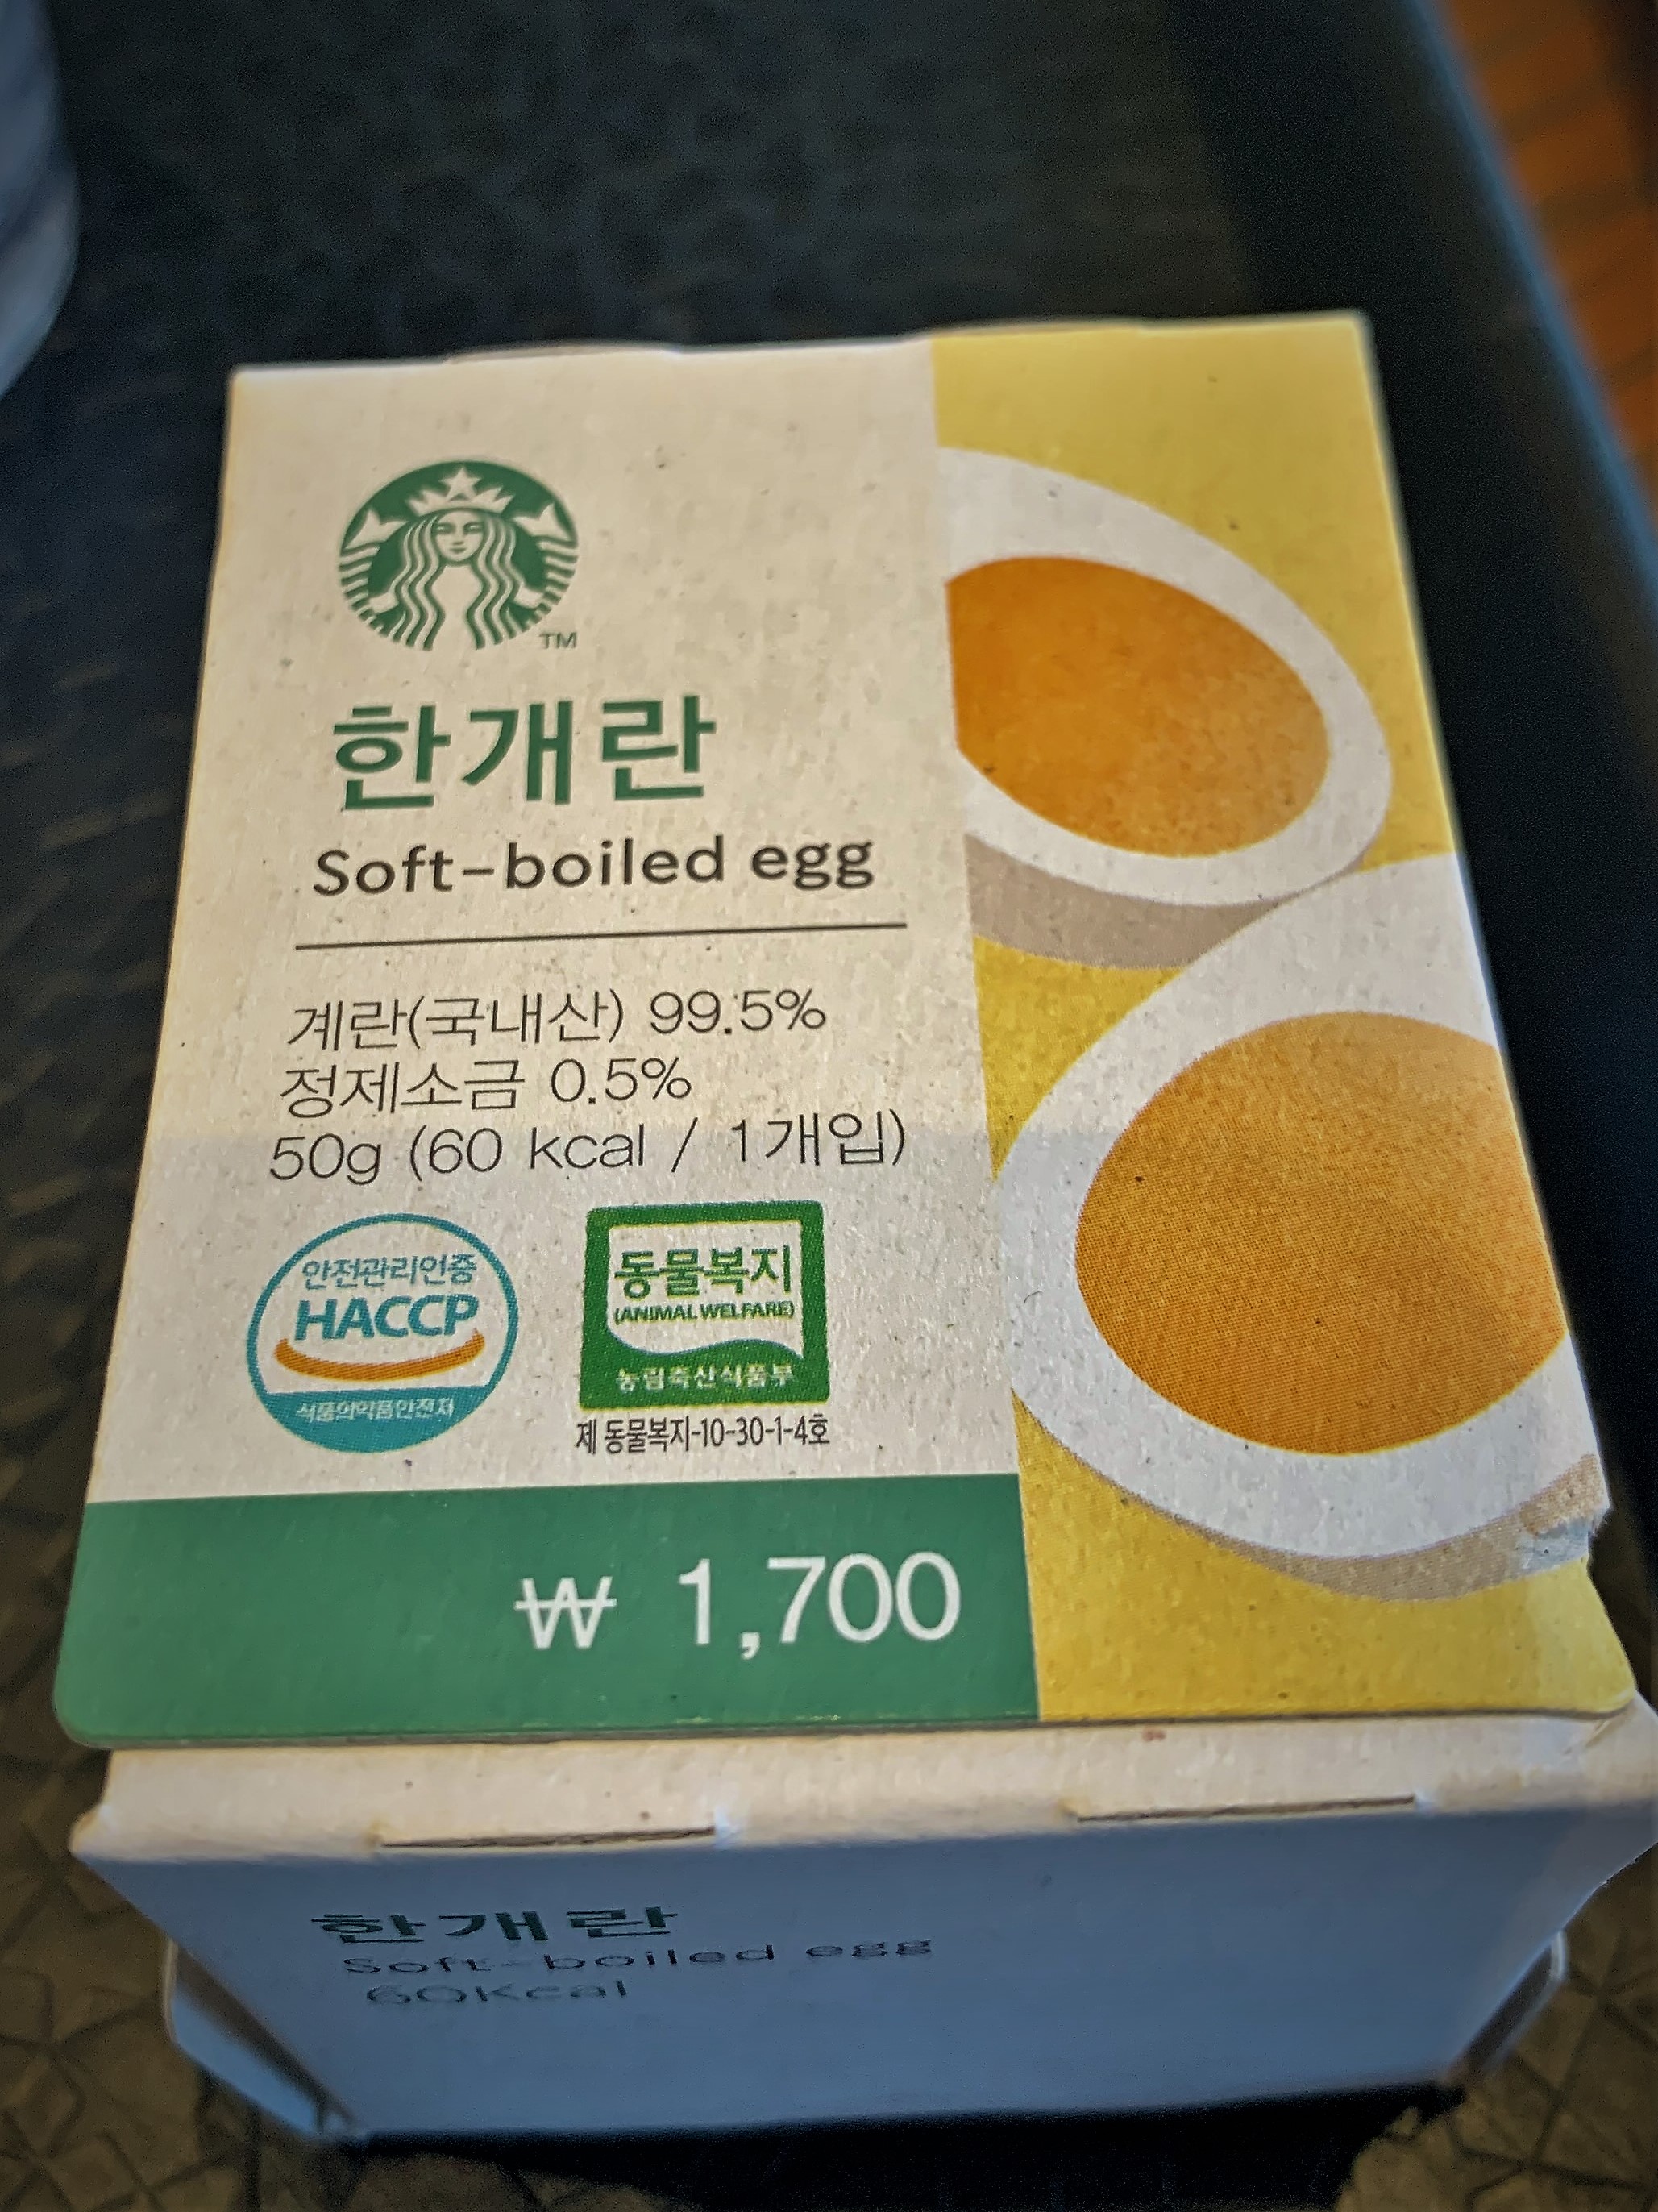 TM
한개란
Soft-boiled egg
계란(국내산) 99.5%
정제소금 0.5%
50g (60 kcal / 1개입)
안전관리인증
HACCP
식품의약품안전처
동물복지
(ANIMAL WELFARE)
농림축산식품부
제 동물복지-10-30-1-4호
₩ 1,700
한개란
Soft-boiled egg
60Kcal